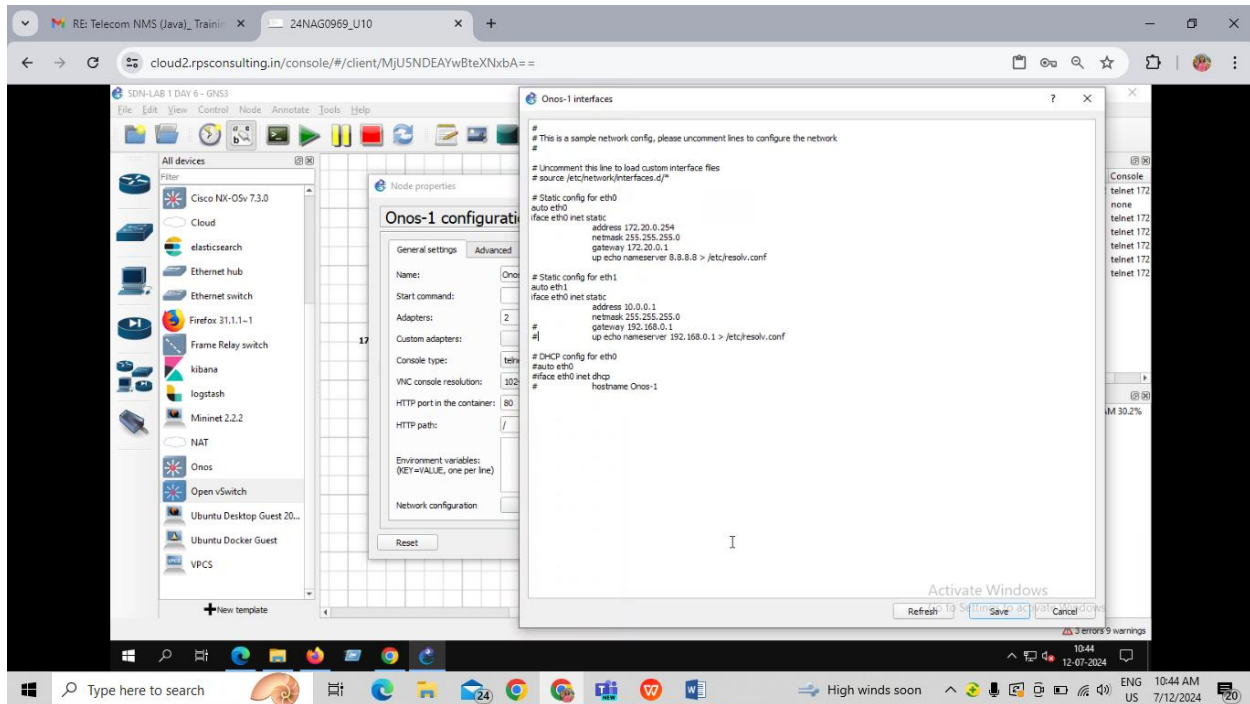 RE: Telecom NMS (Java)_ Trainin
24NAG0969_U10
cloud2.rpsconsulting.in/console/#/client/MjU5NDEAYwBteXNxbA==
SDN-LAB 1 DAY 6 - GNS3
File Edit View Control Node Annotate Tools Help
All devices
Filter
Cisco NX-OSv 7.3.0
Cloud
elasticsearch
Ethernet hub
Ethernet switch
Firefox 31.1.1~1
Frame Relay switch
kibana
logstash
Mininet 2.2.2
NAT
Onos
Open vSwitch
Ubuntu Desktop Guest 20...
Ubuntu Docker Guest
VPCS
New template
17
Node properties
Onos-1 configurati
General settings
Advanced
Name:
Ono
Start command:
Adapters:
2
Custom adapters:
Console type:
teln
VNC console resolution:
102
HTTP port in the container:
80
HTTP path:
/
Environment variables:
(KEY=VALUE, one per line)
Network configuration
Reset
Onos-1 interfaces
?
#
# This is a sample network config, please uncomment lines to configure the network
#
# Uncomment this line to load custom interface files
# source /etc/network/interfaces.d/*
# Static config for eth0
auto eth0
iface eth0 inet static
address 172.20.0.254
netmask 255.255.255.0
gateway 172.20.0.1
up echo nameserver 8.8.8.8 > /etc/resolv.conf
# Static config for eth1
auto eth1
iface eth0 inet static
address 10.0.0.1
netmask 255.255.255.0
# gateway 192.168.0.1
# up echo nameserver 192.168.0.1 > /etc/resolv.conf
# DHCP config for eth0
#auto eth0
#iface eth0 inet dhcp
# hostname Onos-1
Refresh
Save
Cancel
Activate Windows
Console
telnet 172
none
telnet 172
telnet 172
telnet 172
telnet 172
telnet 172
M 30.2%
3 errors 9 warnings
10:44
12-07-2024
Type here to search
24
NEW
High winds soon
ENG
US
10:44 AM
7/12/2024
20